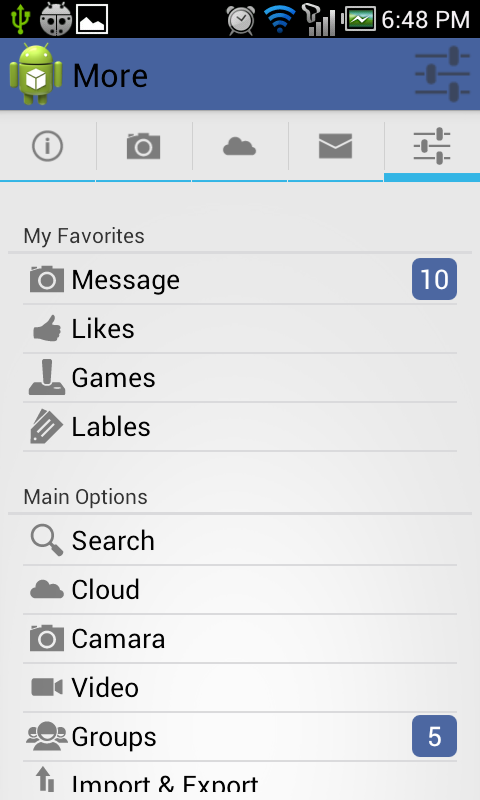 6:48 PM
More
My Favorites
Message 10
Likes
Games
Lables
Main Options
Search
Cloud
Camara
Video
Groups 5
Import & Export